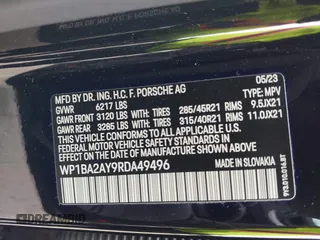 MFD BY DR. ING. H.C. F. PORSCHE AG
05/23
GVWR 6217 LBS TYPE: MPV
GAWR FRONT 3120 LBS TIRES 285/45R21 RIMS 9.5JX21
GAWR REAR 3285 LBS TIRES 315/40R21 RIMS 11.0JX21
THIS VEHICLE CONFORMS TO ALL APPLICABLE
FEDERAL MOTOR VEHICLE SAFETY STANDARDS
IN EFFECT ON THE DATE OF MANUFACTURE
SHOWN ABOVE.
WP1BA2AY9RDA49496 MADE IN SLOVAKIA
DREAMBID